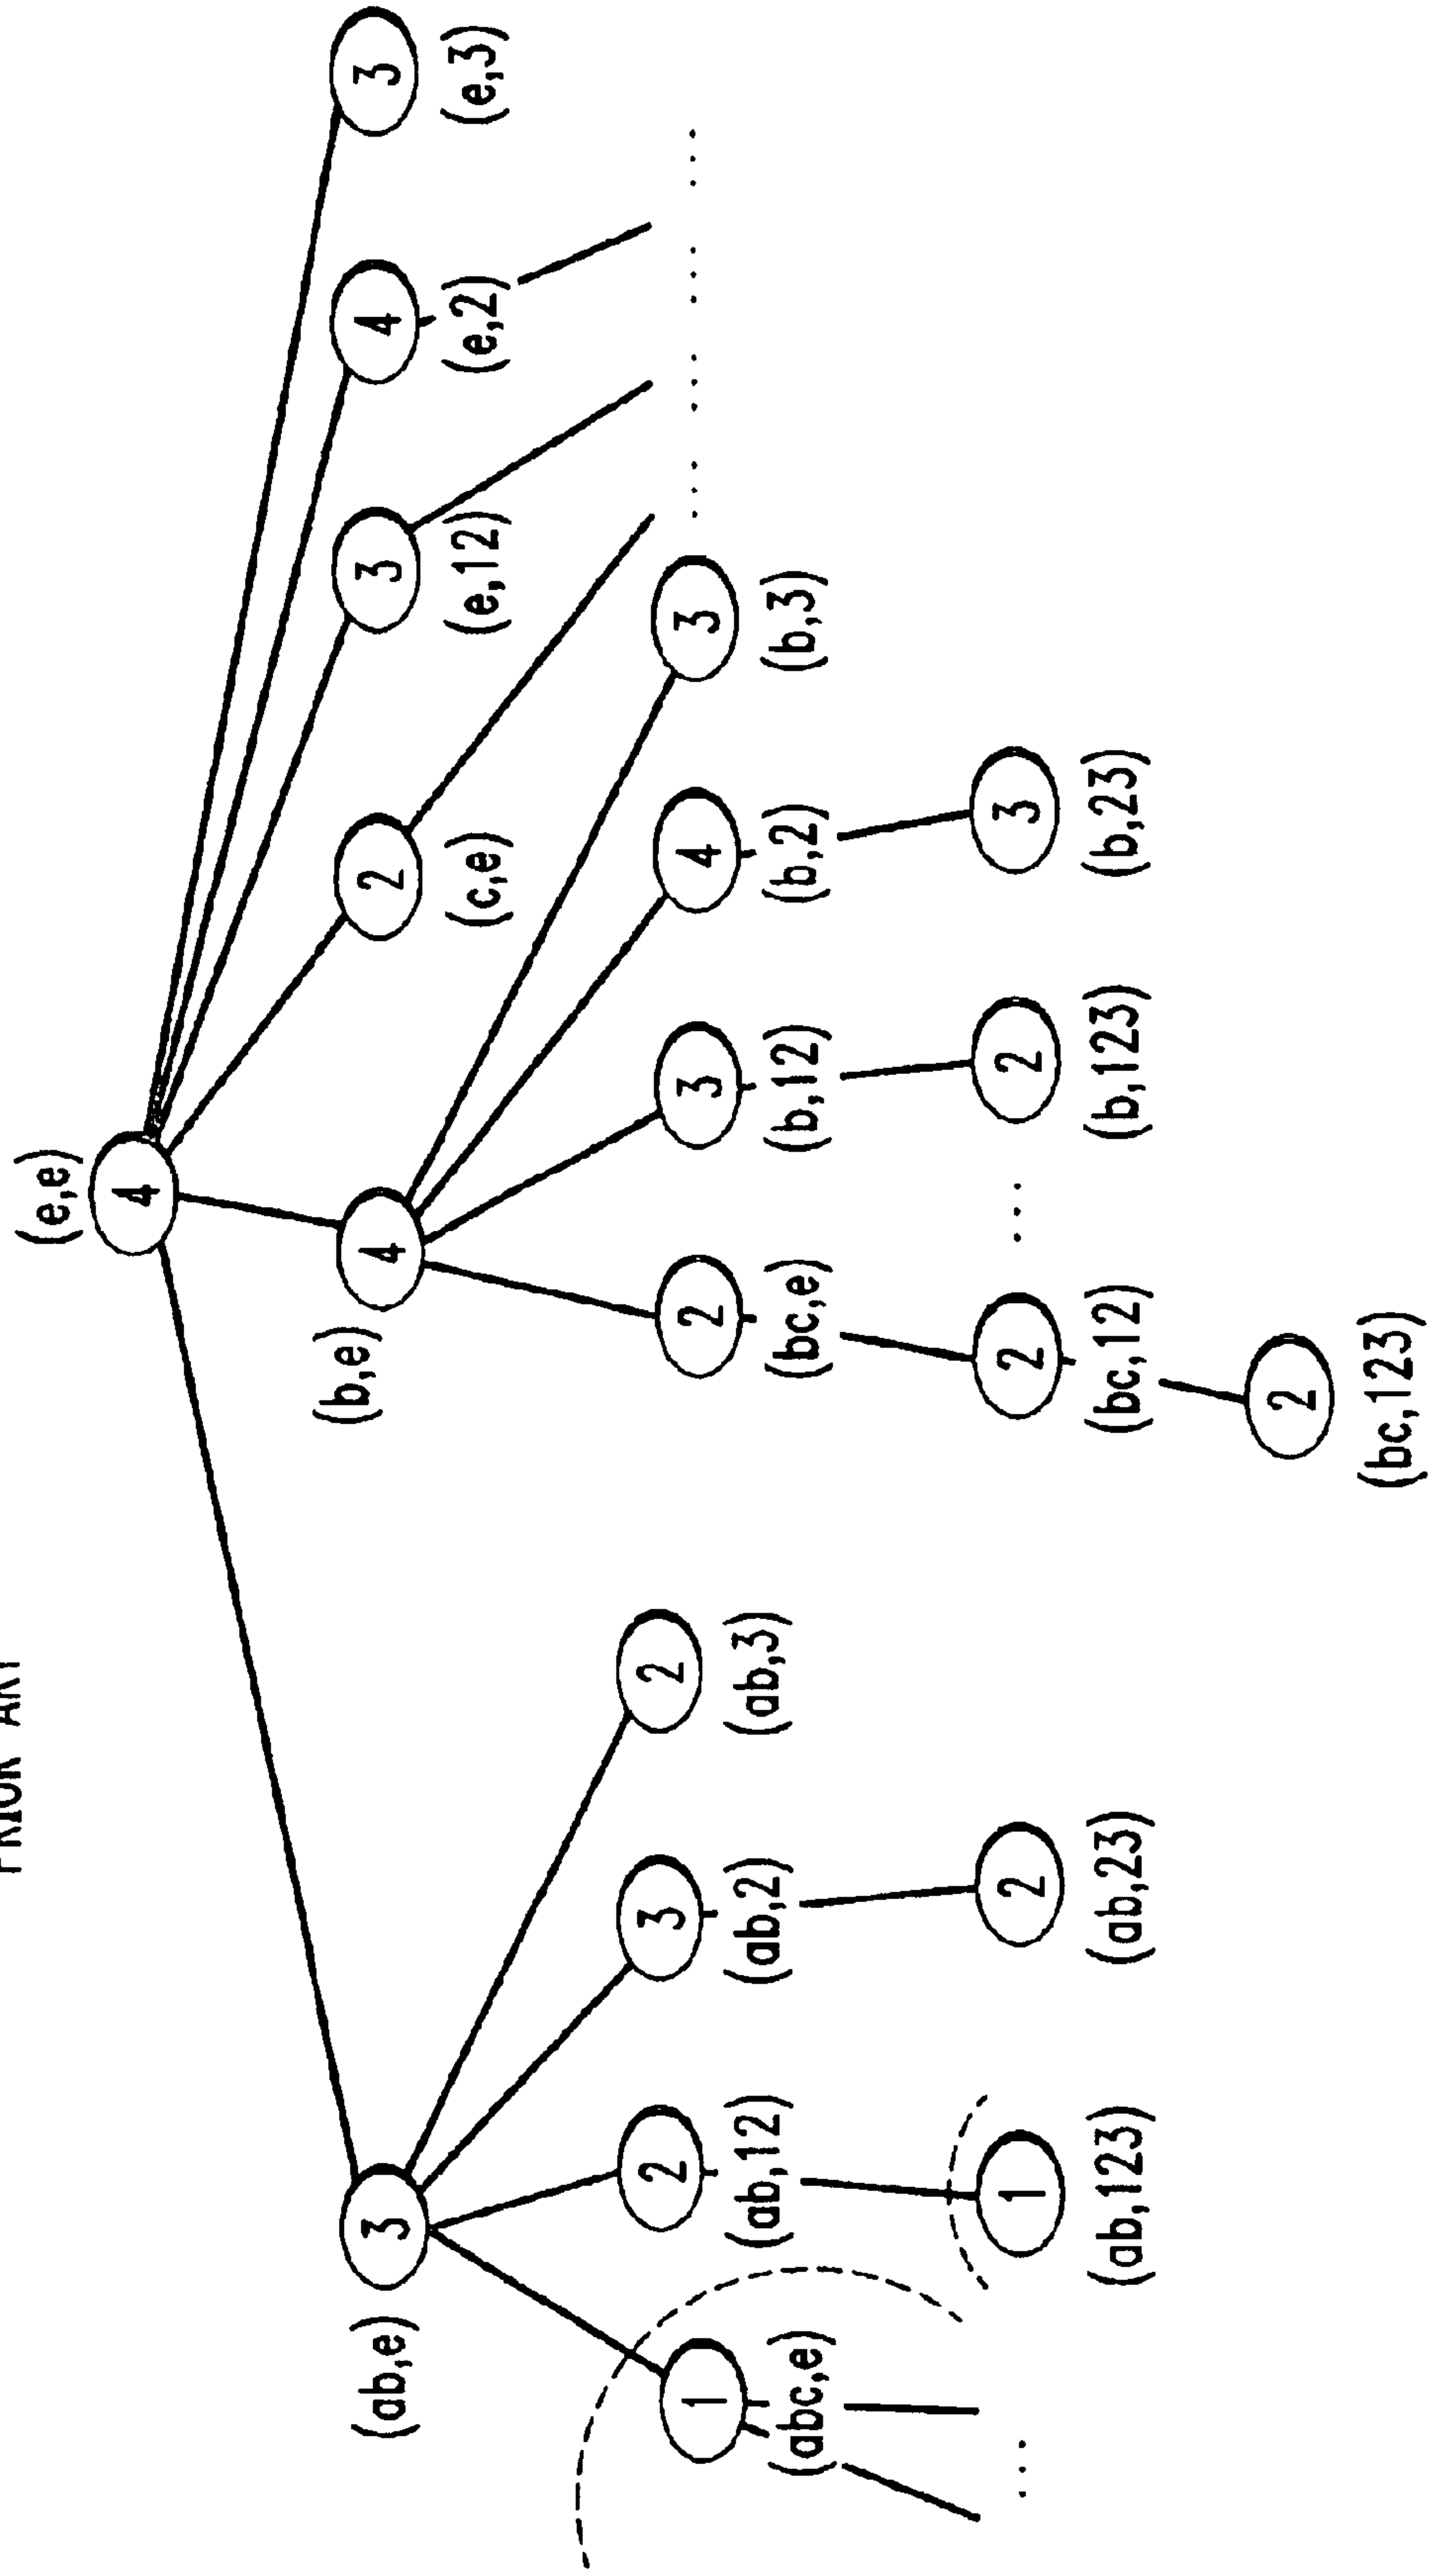 PRIOR ART
(e,e)
4
(b,e)
(ab,e) 3 4 2 3 4 3
(c,e) (e,12) (e,2) (e,3)
1 2 3 2 2 3 4 3
(abc,e) (ab,12) (ab,2) (ab,3) (bc,e) (b,12) (b,2) (b,3)
1 2 2 2 3
(ab,123) (ab,23) (bc,12) (b,123) (b,23)
2
(bc,123)